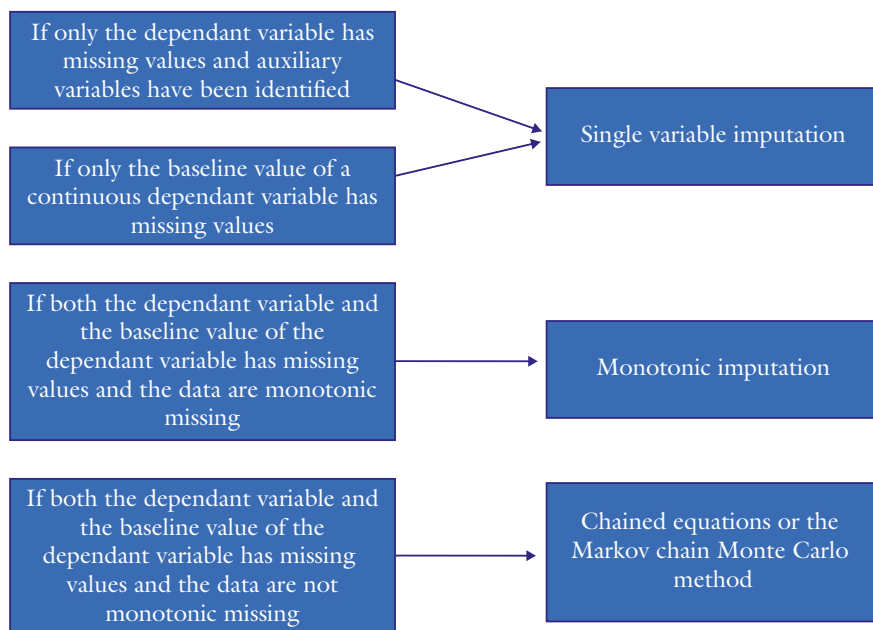 If only the dependent variable has
missing values and auxiliary
variables have been identified
Single variable imputation
If only the baseline value of a
continuous dependant variable has
missing values
If both the dependant variable and
the baseline value of the
dependant variable has missing
values and the data are monotonic
missing
Monotonic imputation
If both the dependant variable and
the baseline value of the
dependant variable has missing
values and the data are not
monotonic missing
Chained equations or the
Markov chain Monte Carlo
method